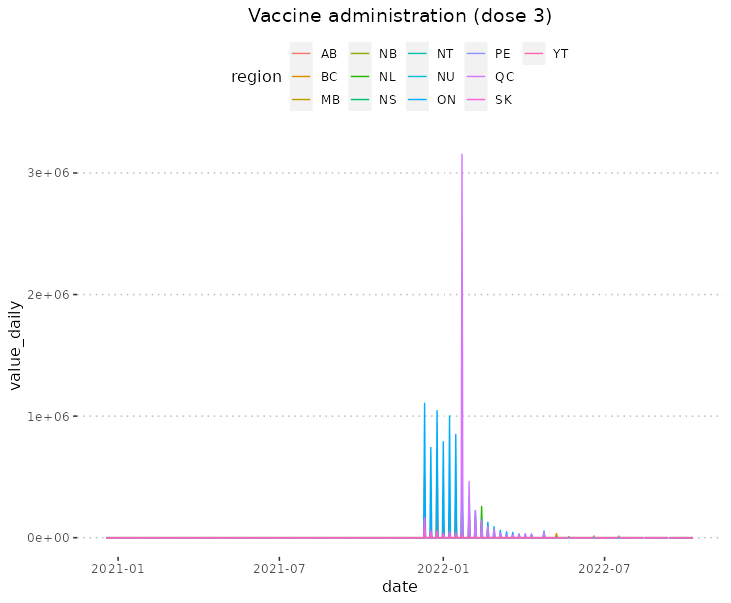 Vaccine administration (dose 3)
region
AB NB NT PE YT
BC NL NU QC
MB NS ON SK
value_daily
3e+06
2e+06
1e+06
0e+00
2021-01 2021-07 2022-01 2022-07
date